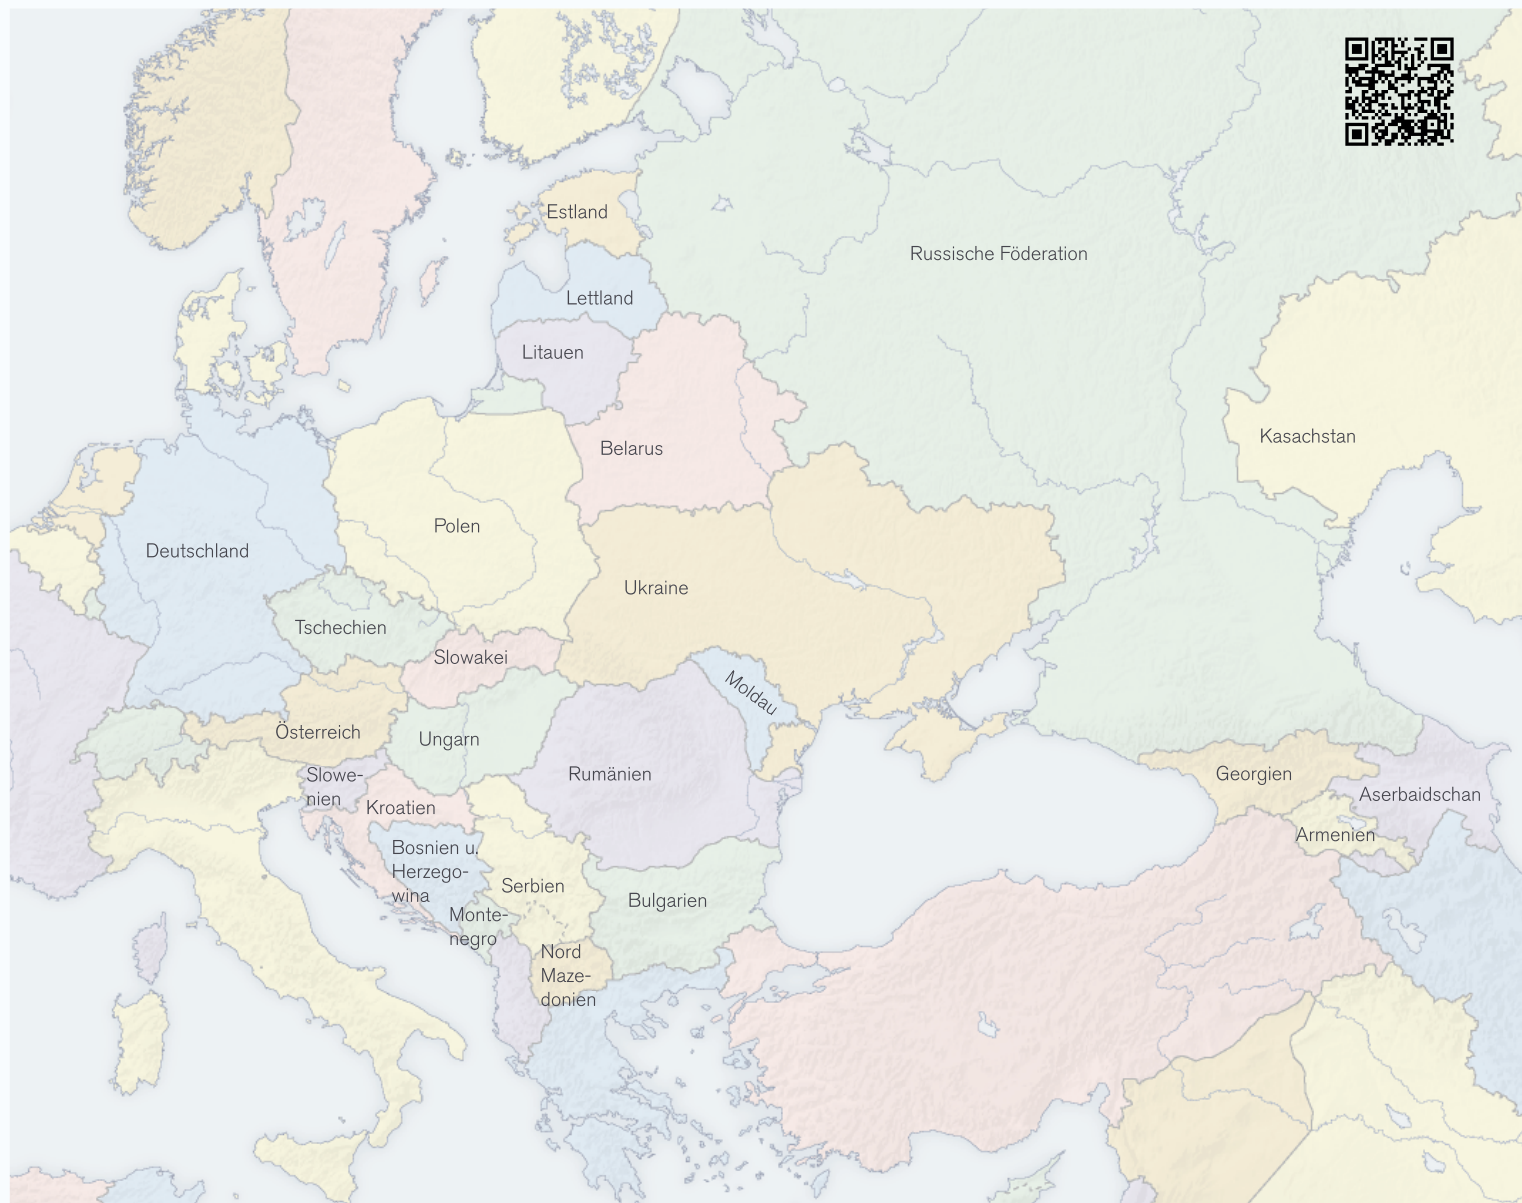 Estland
Russische Föderation
Lettland
Litauen
Kasachstan
Belarus
Polen
Deutschland
Ukraine
Tschechien
Slowakei
Moldau
Österreich
Ungarn
Rumänien
Georgien
Slowe-
nien
Aserbaidschan
Kroatien
Armenien
Bosnien u.
Herzego-
wina
Serbien
Bulgarien
Monte-
negro
Nord
Maze-
donien